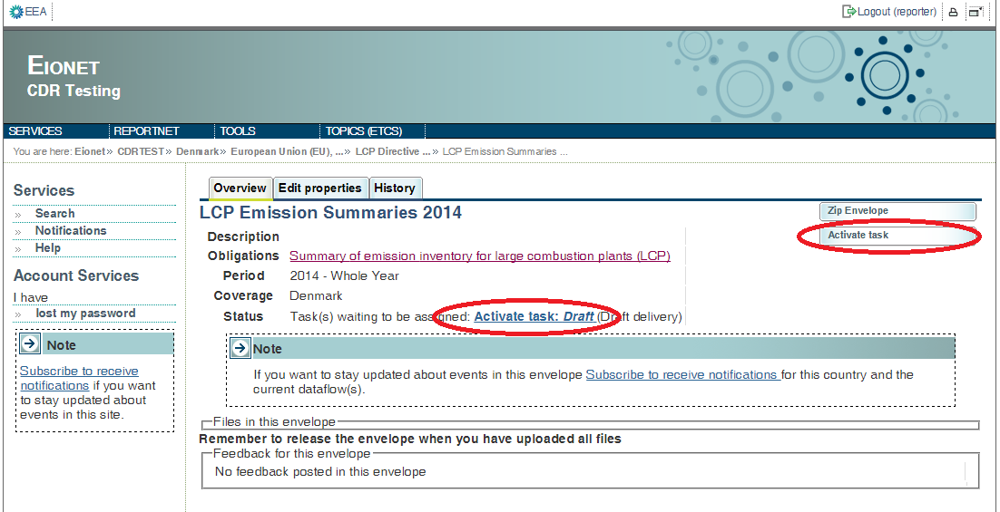 EEA
Logout (reporter)
EIONET
CDR Testing
SERVICES REPORTNET TOOLS TOPICS (ETCS)
You are here: Eionet» CDRTEST» Denmark» European Union (EU), ...» LCP Directive ...» LCP Emission Summaries ...
Services
» Search
» Notifications
» Help
Account Services
I have
» lost my password
Note
Subscribe to receive
notifications if you want
to stay updated about
events in this site.
Overview Edit properties History
LCP Emission Summaries 2014
Zip Envelope
Activate task
Description
Obligations Summary of emission inventory for large combustion plants (LCP)
Period 2014 - Whole Year
Coverage Denmark
Status Task(s) waiting to be assigned: Activate task: Draft (Draft delivery)
Note
If you want to stay updated about events in this envelope Subscribe to receive notifications for this country and the
current dataflow(s).
Files in this envelope
Remember to release the envelope when you have uploaded all files
Feedback for this envelope
No feedback posted in this envelope